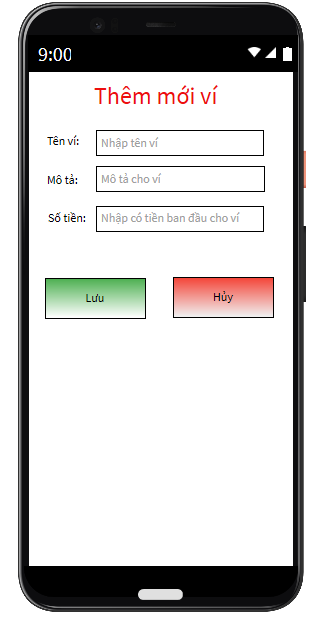 9:00
Thêm mới ví
Tên ví: Nhập tên ví
Mô tả: Mô tả cho ví
Số tiền: Nhập có tiền ban đầu cho ví
Lưu Hủy